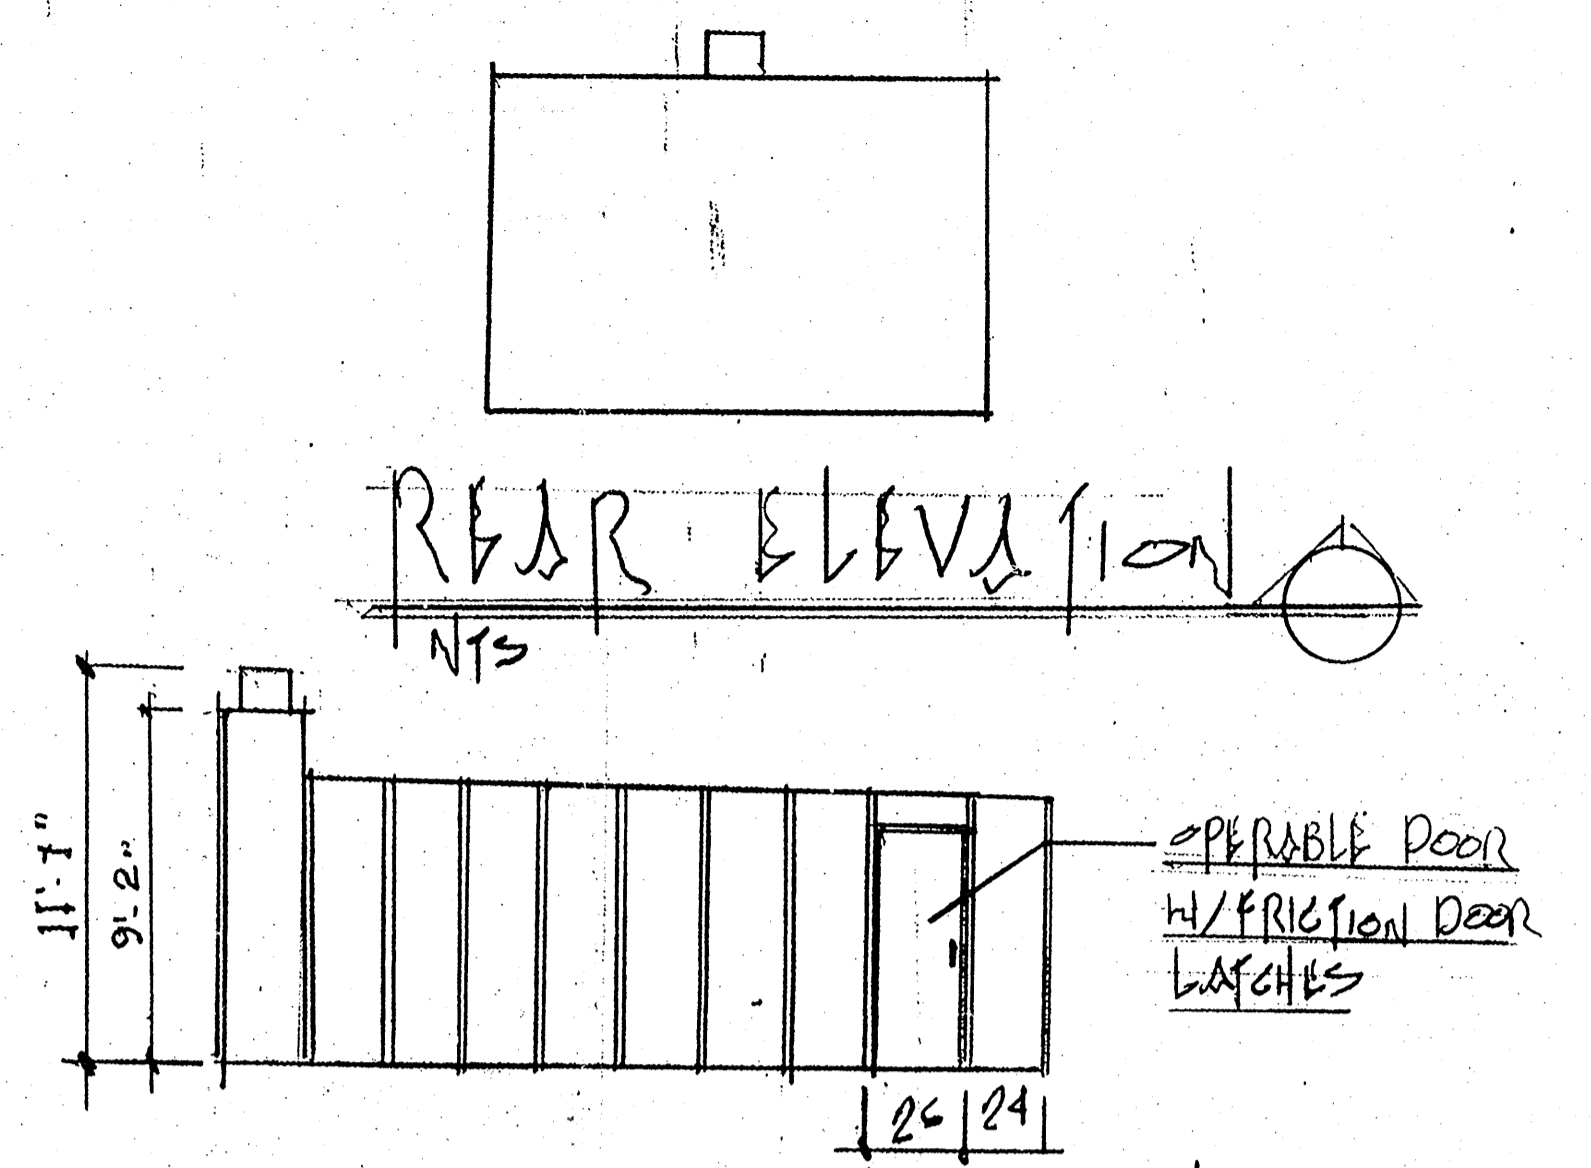 REAR ELEVATION
NTS
11'-1"
9'-2"
OPERABLE DOOR
W/FRICTION DOOR
LATCHES
26 24